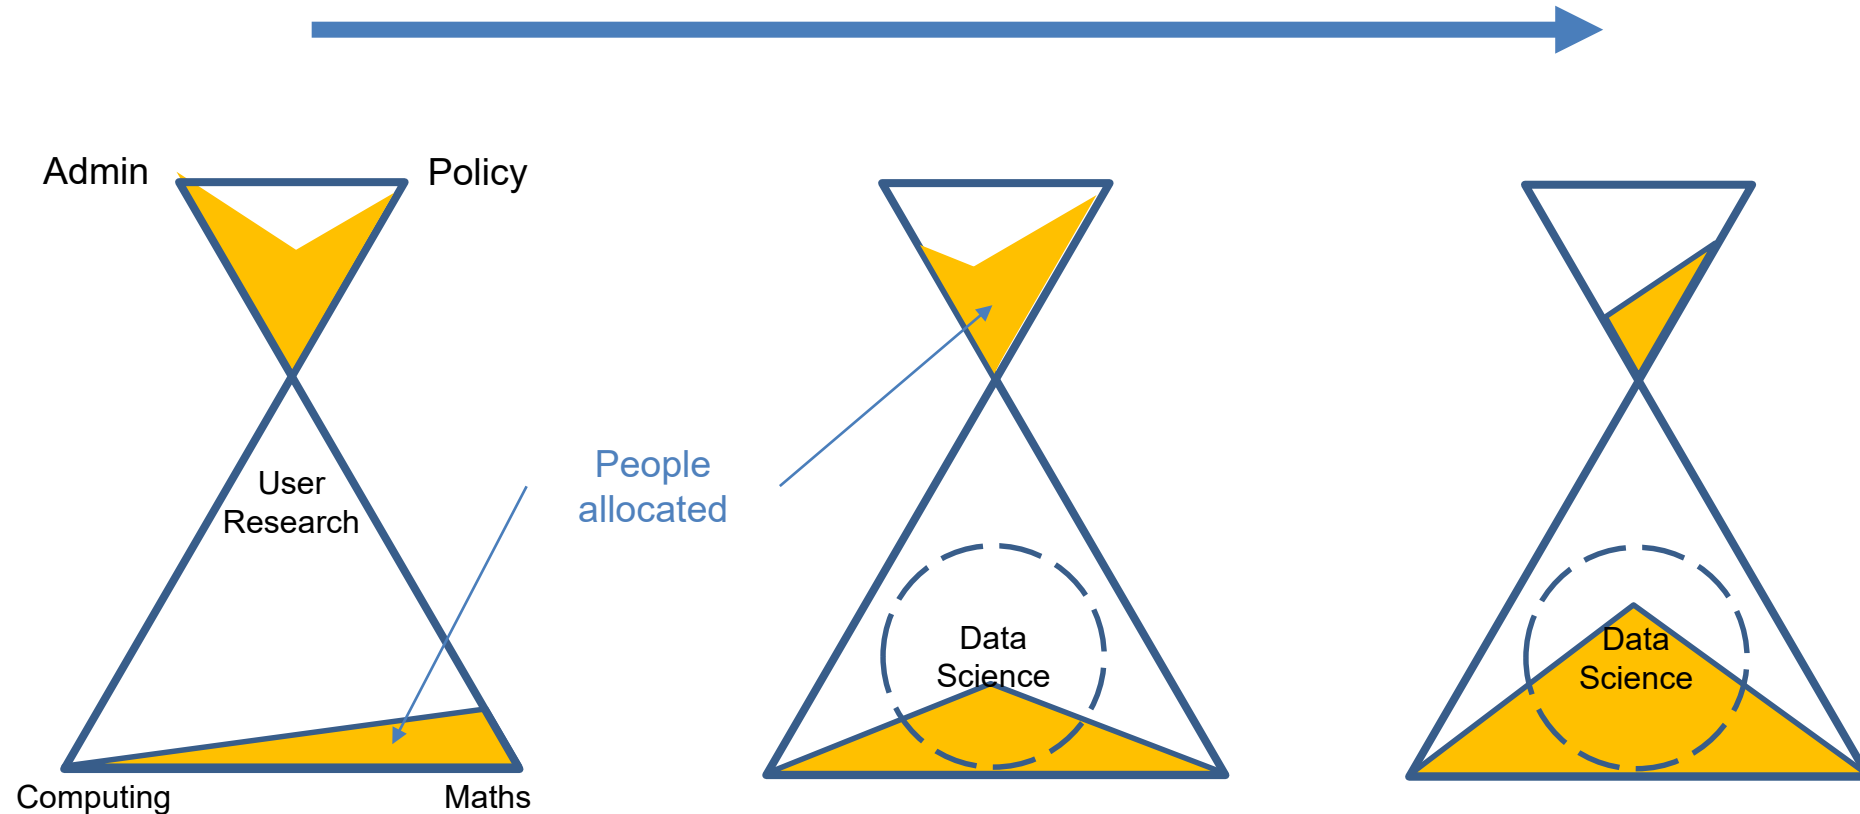 Admin
Policy
User
Research
People
allocated
Data
Science
Data
Science
Computing
Maths